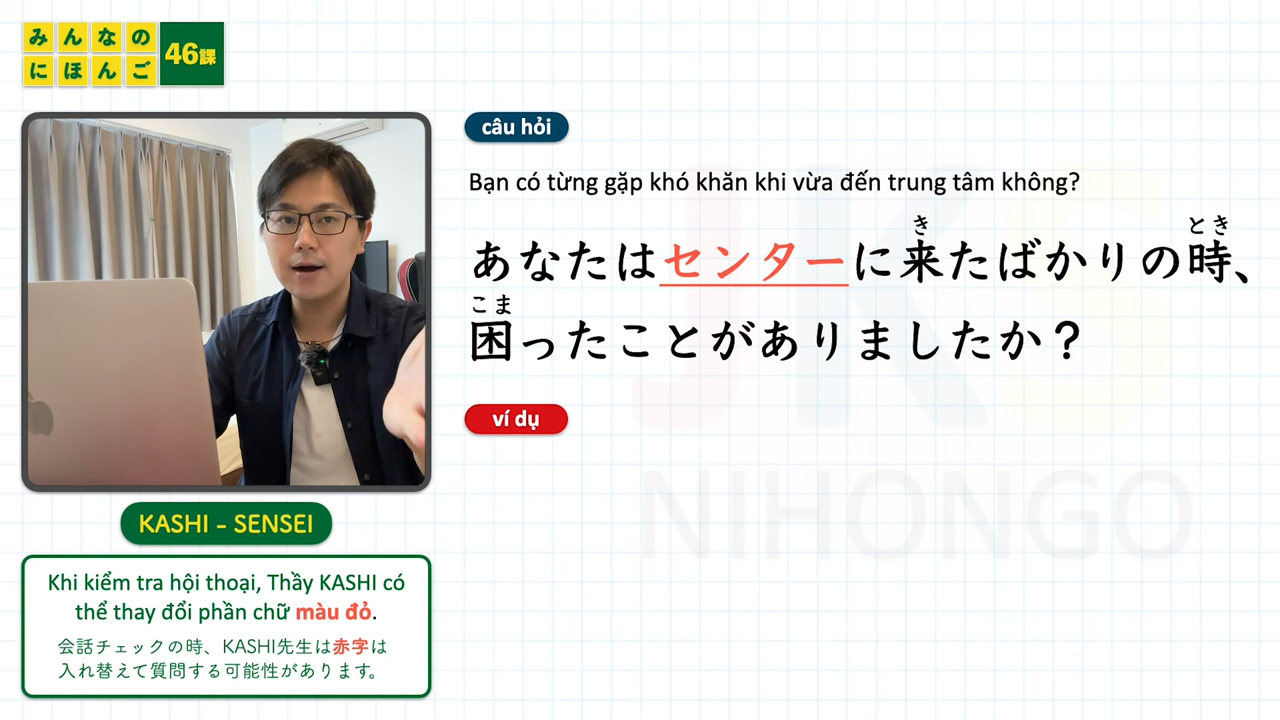 みんなの
にほんご
46課
câu hỏi
Bạn có từng gặp khó khăn khi vừa đến trung tâm không?
き とき
あなたはセンターに来たばかりの時、
こま
困ったことがありましたか？
ví dụ
JKS
NIHONGO
KASHI – SENSEI
Khi kiểm tra hội thoại, Thầy KASHI có
thể thay đổi phần chữ màu đỏ.
会話チェックの時、KASHI先生は赤字は
入れ替えて質問する可能性があります。